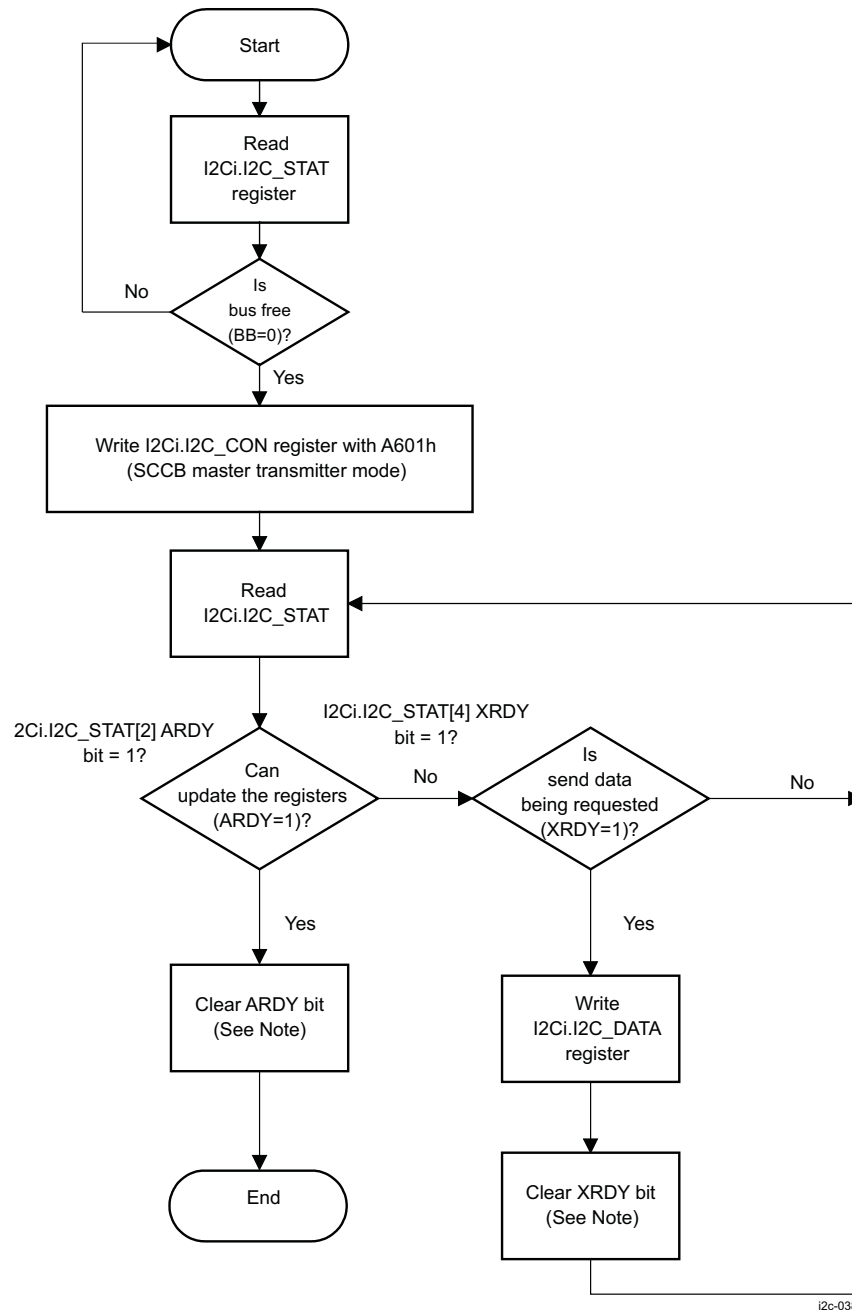 Start
Read
I2Ci.I2C_STAT
register
Is
bus free
(BB=0)?
No
Yes
Write I2Ci.I2C_CON register with A601h
(SCCB master transmitter mode)
Read
I2Ci.I2C_STAT
2Ci.I2C_STAT[2] ARDY
bit = 1?
Can
update the registers
(ARDY=1)?
No
I2Ci.I2C_STAT[4] XRDY
bit = 1?
Is
send data
being requested
(XRDY=1)?
No
Yes
Yes
Clear ARDY bit
(See Note)
End
Write
I2Ci.I2C_DATA
register
Clear XRDY bit
(See Note)